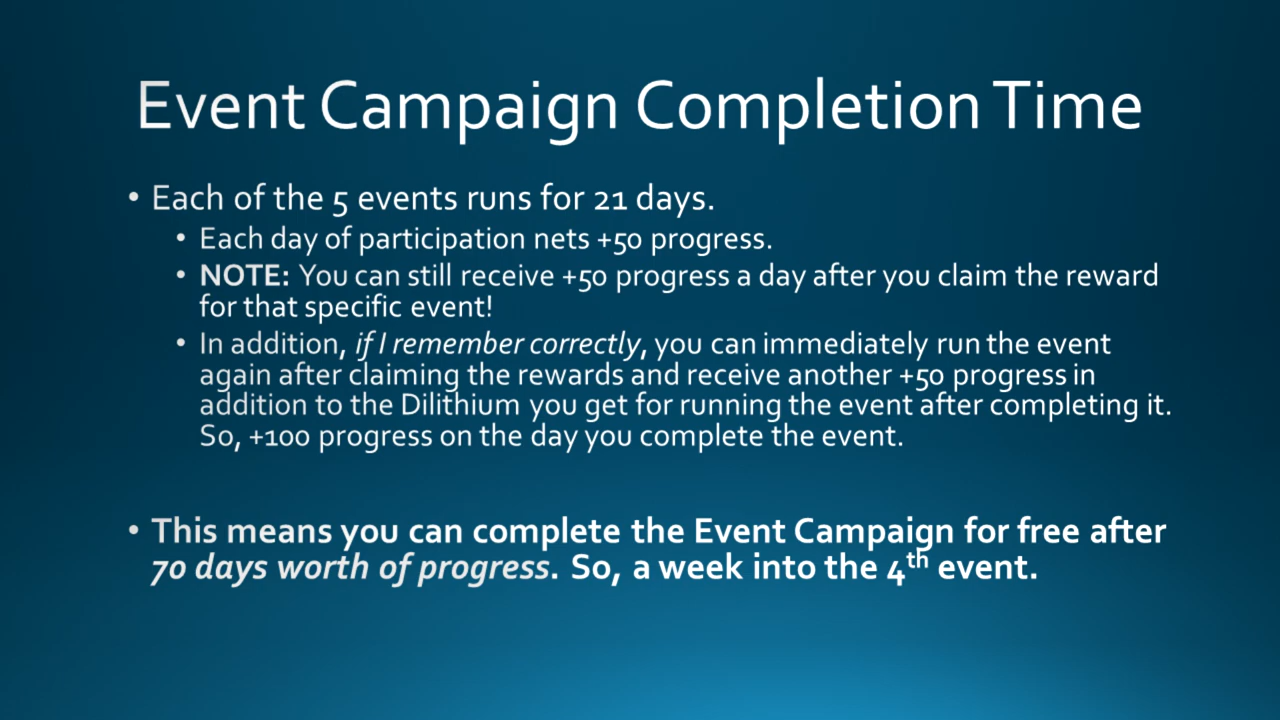 Event Campaign Completion Time
• Each of the 5 events runs for 21 days.
• Each day of participation nets +50 progress.
• NOTE: You can still receive +50 progress a day after you claim the reward
for that specific event!
• In addition, if I remember correctly, you can immediately run the event
again after claiming the rewards and receive another +50 progress in
addition to the Dilithium you get for running the event after completing it.
So, +100 progress on the day you complete the event.
• This means you can complete the Event Campaign for free after
70 days worth of progress. So, a week into the 4th event.